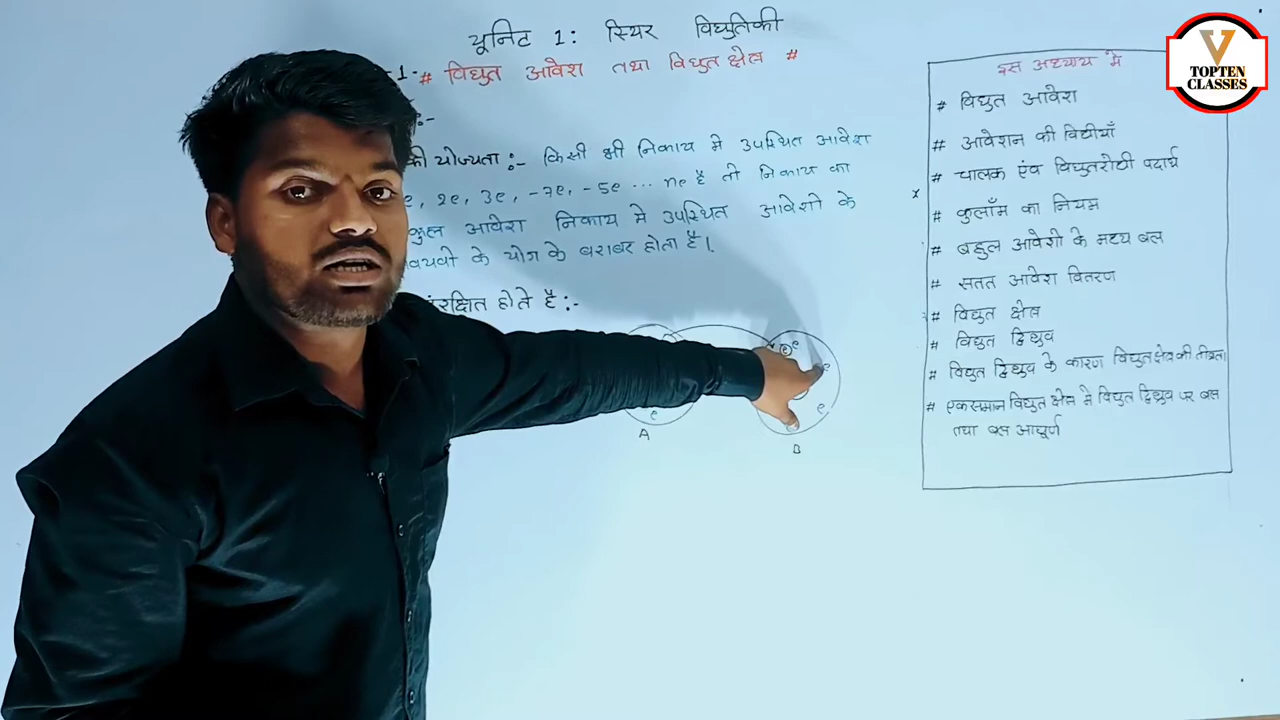 यूनिट 1: स्थिर विद्युतिकी
-1- # विद्युत आवेश तथा विद्युत क्षेत्र #
:-
की योज्यता :- किसी भी निकाय मे उपस्थित आवेश
e, 2e, 3e, -7e, -5e ... ne है तो निकाय का
कुल आवेश निकाय मे उपस्थित आवेशो के
वयवो के योग के बराबर होता है।
संरक्षित होते है :-
e e
e
e e
A
B
इस अध्याय मे
# विद्युत आवेश
# आवेशन की विधीयाँ
# चालक एंव विद्युतरोधी पदार्थ
x
# कुलाँम का नियम
# बहुल आवेशो के मध्य बल
# सतत आवेश वितरण
# विद्युत क्षेत्र
# विद्युत द्विध्रुव
# विद्युत द्विध्रुव के कारण विद्युत क्षेत्र की तीव्रता
# एकसमान विद्युत क्षेत्र मे विद्युत द्विध्रुव पर बल
तथा बल आघूर्ण
V
TOPTEN
CLASSES